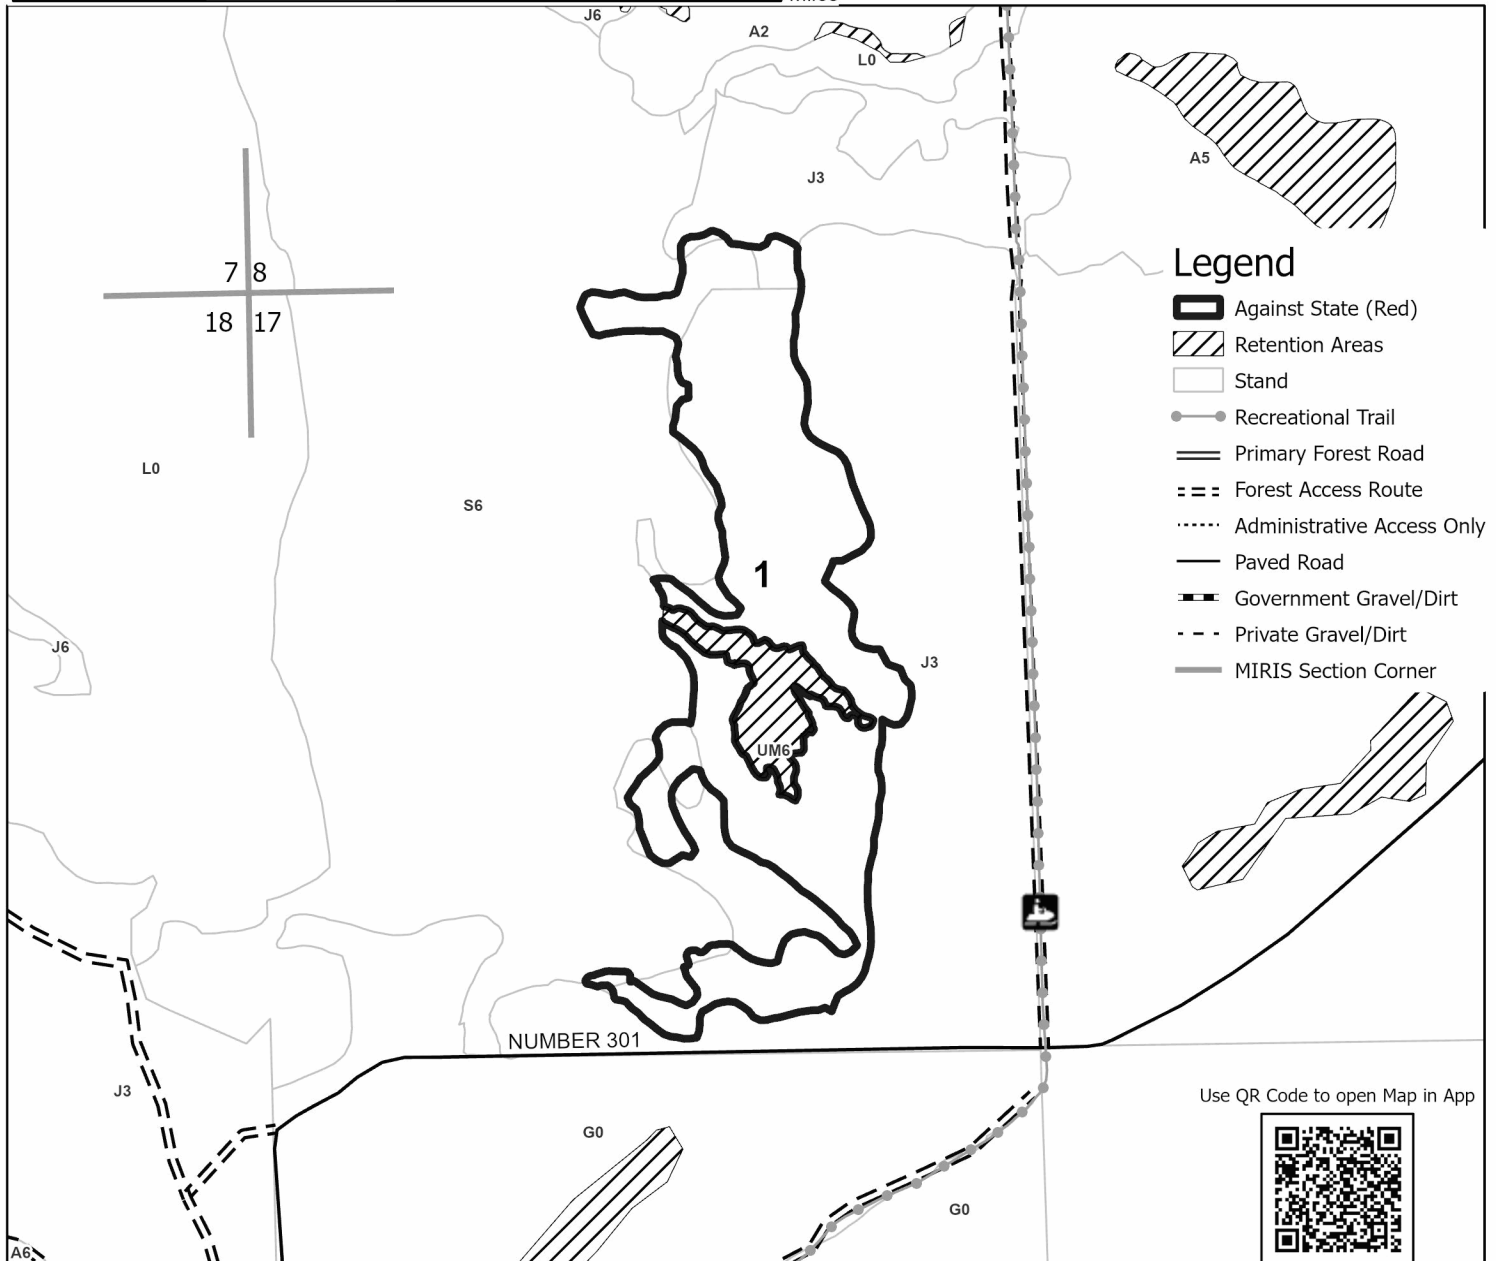 J6
A2
L0
A5
J3
7 8
18 17
Legend
Against State (Red)
Retention Areas
Stand
Recreational Trail
Primary Forest Road
Forest Access Route
Administrative Access Only
Paved Road
Government Gravel/Dirt
Private Gravel/Dirt
MIRIS Section Corner
L0
S6
1
J6
J3
UM6
NUMBER 301
J3
G0
Use QR Code to open Map in App
G0
A6